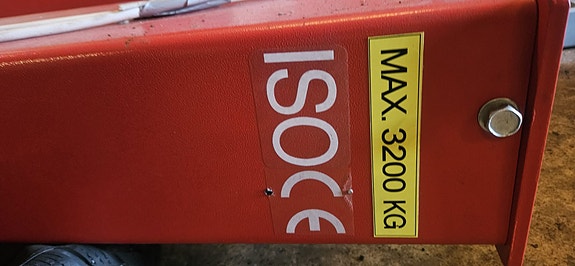 MAX. 3200 KG
ISO CE